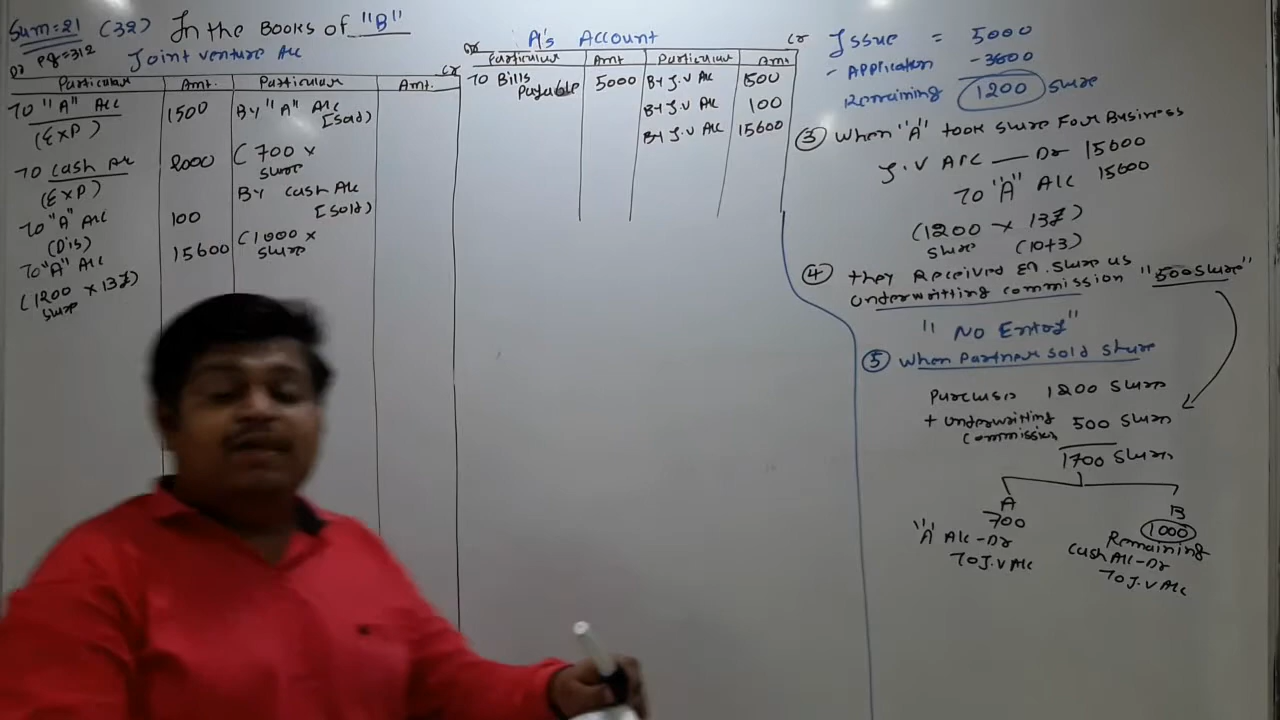 Sum=21 (32) In the Books of "B"
pg=312 Joint venture A/c
Dr Cr
Particular Amt. Particular Amt.
To "A" A/c 1500 By "A" A/c
(Exp) [Sold]
(700 x
share
To cash A/c 2000
(Exp) By cash A/c
[Sold]
To "A" A/c 100
(Dis) (1000 x
share
To "A" A/c 15600
(1200 x 13₹)
share
Dr A's Account Cr
Particular Amt Particular Amt.
To Bills 5000 By J.V A/c 1500
Payable
By J.V A/c 100
By J.V A/c 15600
Issue = 5000
- Application -3800
Remaining 1200 share
③ When "A" took share For Business
J.V A/c — Dr 15600
To "A" A/c 15600
(1200 x 13₹)
share (10+3)
④ They Received Eq. share as
underwritting commission "500 share"
" No Entry "
⑤ When Partner sold share
Purchase 1200 share
+ underwritting 500 share
commission
1700 share
A B
700 1000
Remaining
"A" A/c - Dr Cash A/c - Dr
To J.V A/c To J.V A/c